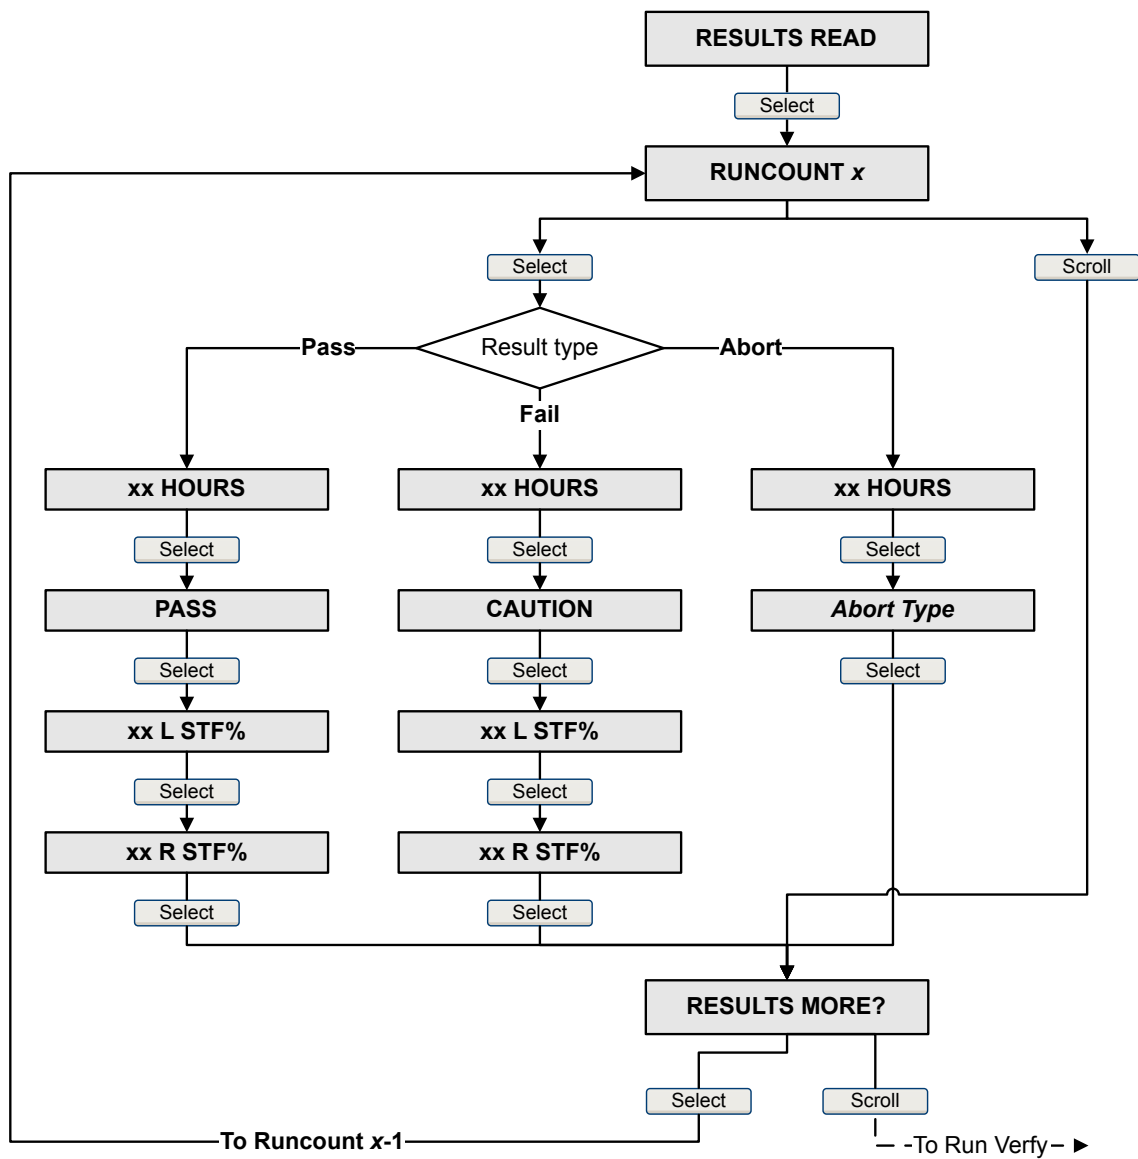 RESULTS READ
Select
RUNCOUNT x
Select
Scroll
Pass
Result type
Abort
Fail
xx HOURS
xx HOURS
xx HOURS
Select
Select
Select
PASS
CAUTION
Abort Type
Select
Select
Select
xx L STF%
xx L STF%
Select
Select
xx R STF%
xx R STF%
Select
Select
RESULTS MORE?
Select
Scroll
To Runcount x-1
To Run Verfy